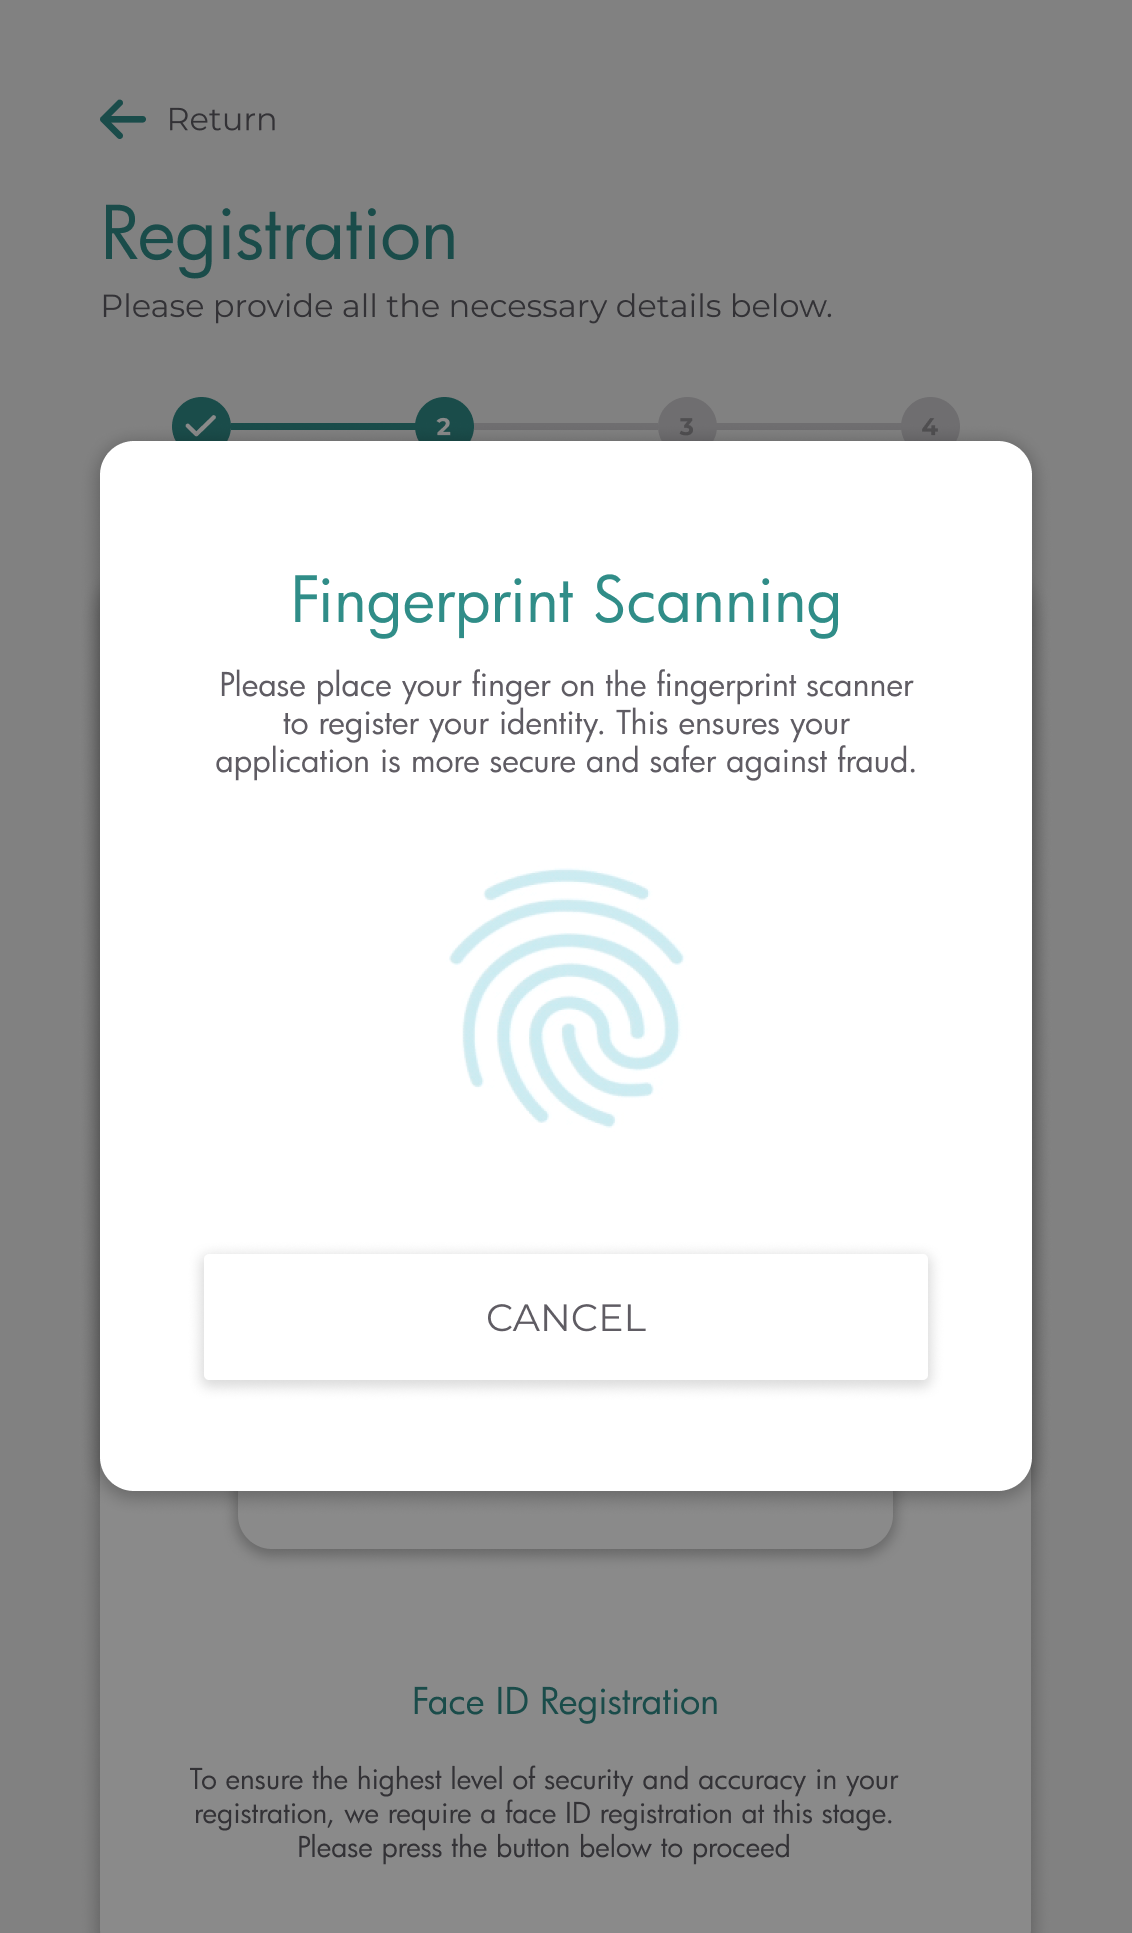 Return
Registration
Please provide all the necessary details below.
2
3
4
Fingerprint Scanning
Please place your finger on the fingerprint scanner
to register your identity. This ensures your
application is more secure and safer against fraud.
CANCEL
Face ID Registration
To ensure the highest level of security and accuracy in your
registration, we require a face ID registration at this stage.
Please press the button below to proceed